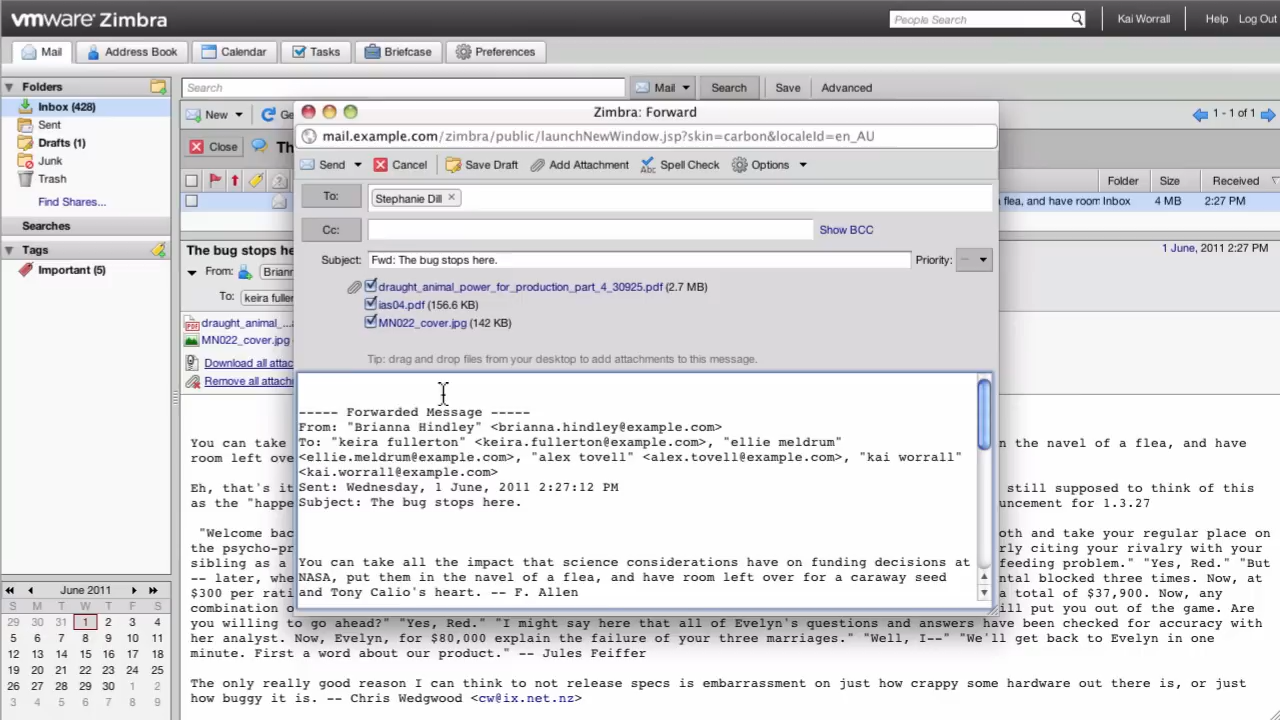 vmware Zimbra
People Search
Kai Worrall
Help
Log Out
Mail
Address Book
Calendar
Tasks
Briefcase
Preferences
Folders
Search
Mail
Search
Save
Advanced
Inbox (428)
Sent
Drafts (1)
Junk
Trash
Find Shares...
Searches
Tags
Important (5)
New
Ge
1 - 1 of 1
Close
Th
Folder
Size
Received
a flea, and have room
Inbox
4 MB
2:27 PM
The bug stops he
1 June, 2011 2:27 PM
From:
Briann
To:
keira fuller
draught_animal_...
MN022_cover.jpg
Download all attac
Remove all attach
Zimbra: Forward
mail.example.com/zimbra/public/launchNewWindow.jsp?skin=carbon&localeId=en_AU
Send
Cancel
Save Draft
Add Attachment
Abc
Spell Check
Options
To:
Stephanie Dill
Cc:
Show BCC
Subject:
Fwd: The bug stops here.
Priority:
draught_animal_power_for_production_part_4_30925.pdf (2.7 MB)
ias04.pdf (156.6 KB)
MN022_cover.jpg (142 KB)
Tip: drag and drop files from your desktop to add attachments to this message.
----- Forwarded Message -----
From: "Brianna Hindley" <brianna.hindley@example.com>
To: "keira fullerton" <keira.fullerton@example.com>, "ellie meldrum"
<ellie.meldrum@example.com>, "alex tovell" <alex.tovell@example.com>, "kai worrall"
<kai.worrall@example.com>
Sent: Wednesday, 1 June, 2011 2:27:12 PM
Subject: The bug stops here.
You can take all the impact that science considerations have on funding decisions at
NASA, put them in the navel of a flea, and have room left over for a caraway seed
and Tony Calio's heart. -- F. Allen
You can take
n the navel of a flea, and have
room left ove
Eh, that's it
still supposed to think of this
as the "happe
uncement for 1.3.27
"Welcome bac
oth and take your regular place on
the psycho-pr
rly citing your rivalry with your
sibling as a
feeding problem." "Yes, Red." "But
-- later, whe
ntal blocked three times. Now, at
$300 per rati
a total of $37,900. Now, any
combination o
ill put you out of the game. Are
you willing to go ahead?" "Yes, Red." "I might say here that all of Evelyn's questions and answers have been checked for accuracy with
her analyst. Now, Evelyn, for $80,000 explain the failure of your three marriages." "Well, I--" "We'll get back to Evelyn in one
minute. First a word about our product." -- Jules Feiffer
The only really good reason I can think to not release specs is embarrassment on just how crappy some hardware out there is, or just
how buggy it is. -- Chris Wedgwood <cw@ix.net.nz>
June 2011
S M T W T F S
29 30 31 1 2 3 4
5 6 7 8 9 10 11
12 13 14 15 16 17 18
19 20 21 22 23 24 25
26 27 28 29 30 1 2
3 4 5 6 7 8 9